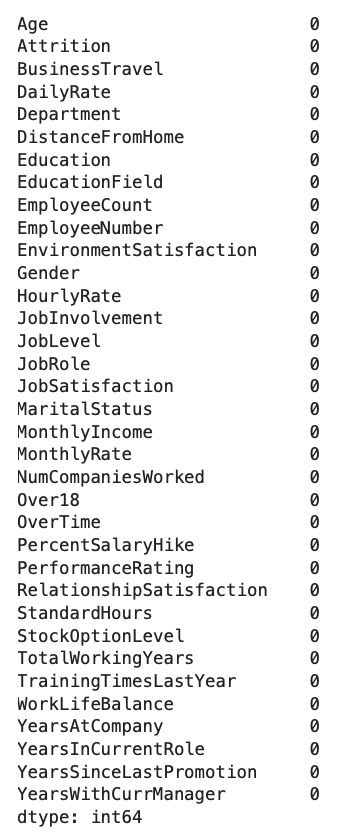 Age 0
Attrition 0
BusinessTravel 0
DailyRate 0
Department 0
DistanceFromHome 0
Education 0
EducationField 0
EmployeeCount 0
EmployeeNumber 0
EnvironmentSatisfaction 0
Gender 0
HourlyRate 0
JobInvolvement 0
JobLevel 0
JobRole 0
JobSatisfaction 0
MaritalStatus 0
MonthlyIncome 0
MonthlyRate 0
NumCompaniesWorked 0
Over18 0
OverTime 0
PercentSalaryHike 0
PerformanceRating 0
RelationshipSatisfaction 0
StandardHours 0
StockOptionLevel 0
TotalWorkingYears 0
TrainingTimesLastYear 0
WorkLifeBalance 0
YearsAtCompany 0
YearsInCurrentRole 0
YearsSinceLastPromotion 0
YearsWithCurrManager 0
dtype: int64